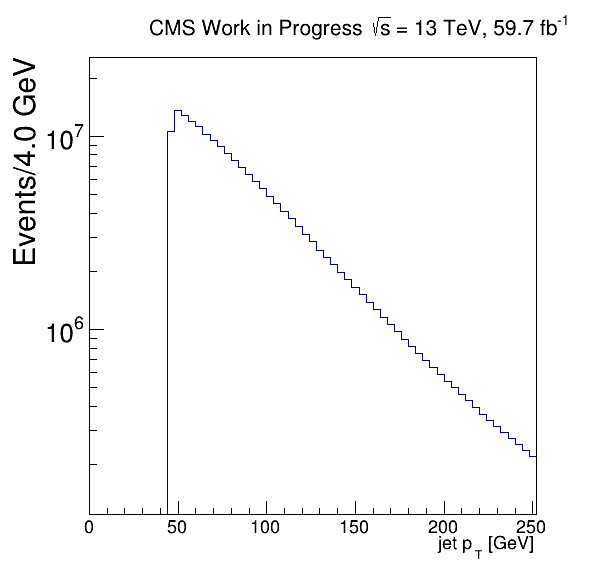 CMS Work in Progress √s = 13 TeV, 59.7 fb⁻¹
Events/4.0 GeV
10⁷
10⁶
0 50 100 150 200 250
jet p_T [GeV]